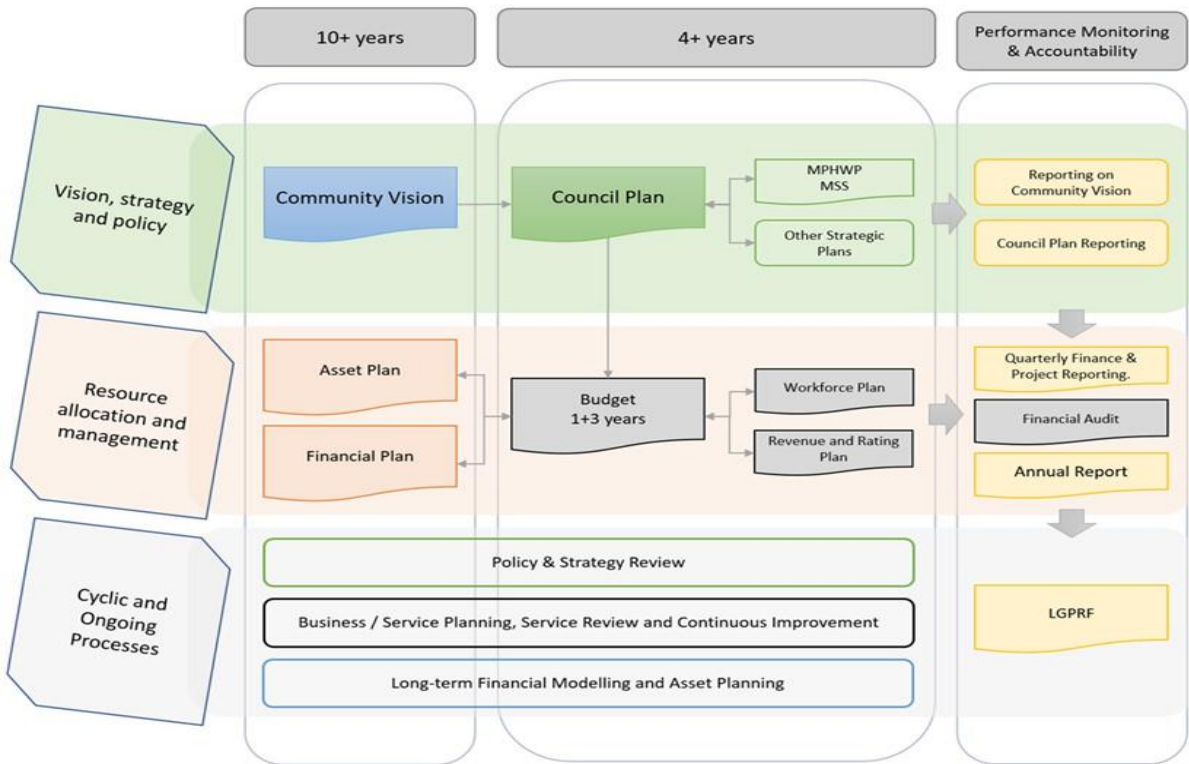 10+ years
4+ years
Performance Monitoring
& Accountability
Vision, strategy
and policy
Community Vision
Council Plan
MPHWP
MSS
Other Strategic
Plans
Reporting on
Community Vision
Council Plan Reporting
Resource
allocation and
management
Asset Plan
Financial Plan
Budget
1+3 years
Workforce Plan
Revenue and Rating
Plan
Quarterly Finance &
Project Reporting.
Financial Audit
Annual Report
Cyclic and
Ongoing
Processes
Policy & Strategy Review
Business / Service Planning, Service Review and Continuous Improvement
Long-term Financial Modelling and Asset Planning
LGPRF